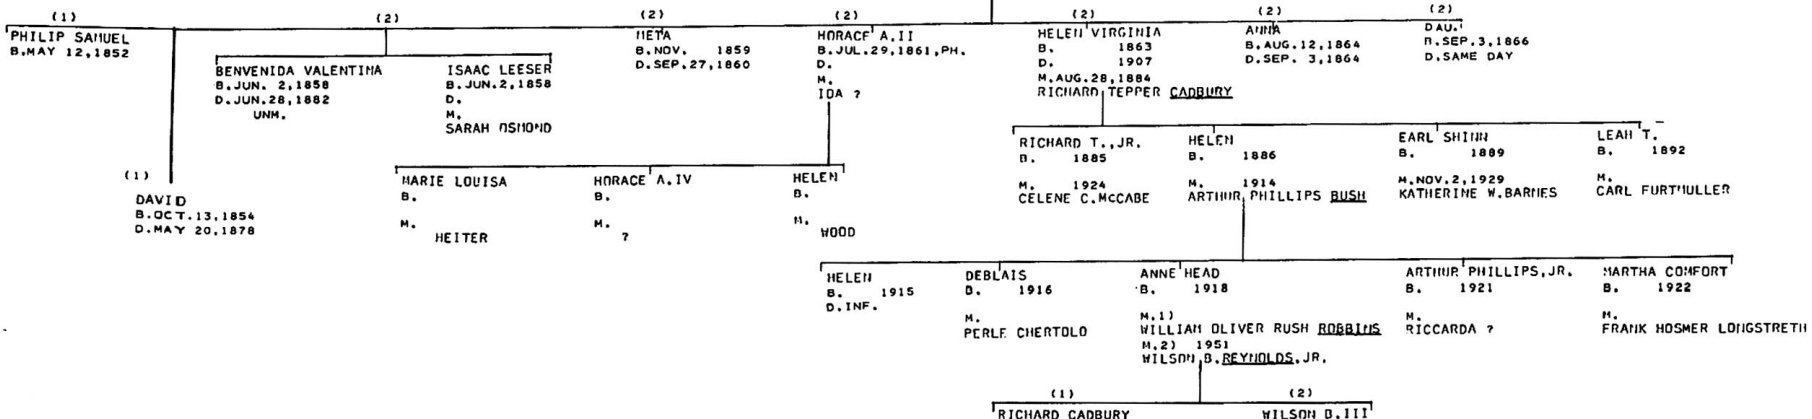 (1)
PHILIP SAMUEL
B.MAY 12,1852
(1)
DAVID
B.OCT.13,1854
D.MAY 20,1878
(2)
BENVENIDA VALENTINA
B.JUN. 2,1858
D.JUN.28,1882
UNM.
ISAAC LEESER
B.JUN.2,1858
D.
M.
SARAH OSMOND
(2)
META
B.NOV. 1859
D.SEP.27,1860
(2)
HORACE A.II
B.JUL.29,1861,PH.
D.
M.
IDA ?
MARIE LOUISA
B.
M.
HEITER
HORACE A.IV
B.
M.
?
HELEN
B.
M.
WOOD
(2)
HELEN VIRGINIA
B. 1863
D. 1907
M.AUG.28,1884
RICHARD TEPPER CADBURY
(2)
ANNA
B.AUG.12,1864
D.SEP. 3,1864
(2)
DAU.
B.SEP.3,1866
D.SAME DAY
RICHARD T.,JR.
B. 1885
M. 1924
CELENE C.MCCABE
HELEN
B. 1886
M. 1914
ARTHUR PHILLIPS BUSH
EARL SHINN
B. 1889
M.NOV.2,1929
KATHERINE W.BARNES
LEAH T.
B. 1892
M.
CARL FURTMULLER
HELEN
B. 1915
D.INF.
DEBLAIS
B. 1916
M.
PERLE CHERTOLO
ANNE HEAD
B. 1918
M.1)
WILLIAM OLIVER RUSH ROBBINS
M.2) 1951
WILSON B.REYNOLDS,JR.
ARTHUR PHILLIPS,JR.
B. 1921
M.
RICCARDA ?
MARTHA COMFORT
B. 1922
M.
FRANK HOSMER LONGSTRETH
(1)
RICHARD CADBURY
(2)
WILSON B.III